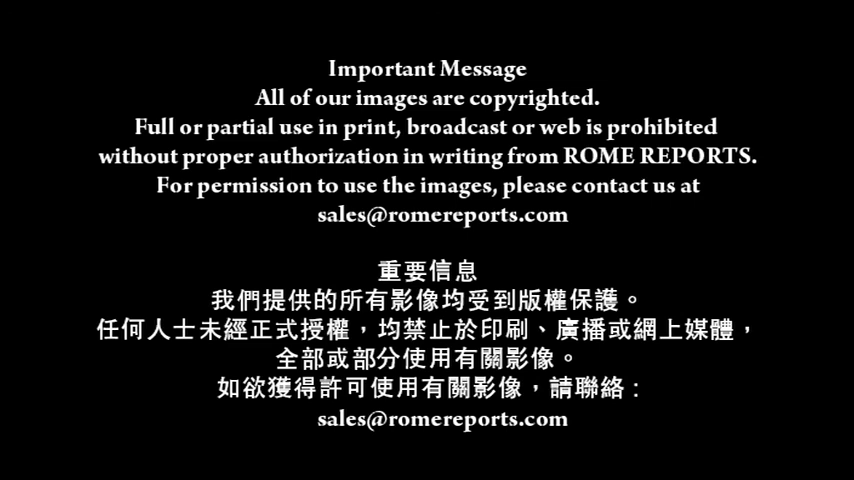 Important Message
All of our images are copyrighted.
Full or partial use in print, broadcast or web is prohibited
without proper authorization in writing from ROME REPORTS.
For permission to use the images, please contact us at
sales@romereports.com
重要信息
我們提供的所有影像均受到版權保護。
任何人士未經正式授權，均禁止於印刷、廣播或網上媒體，
全部或部分使用有關影像。
如欲獲得許可使用有關影像，請聯絡：
sales@romereports.com